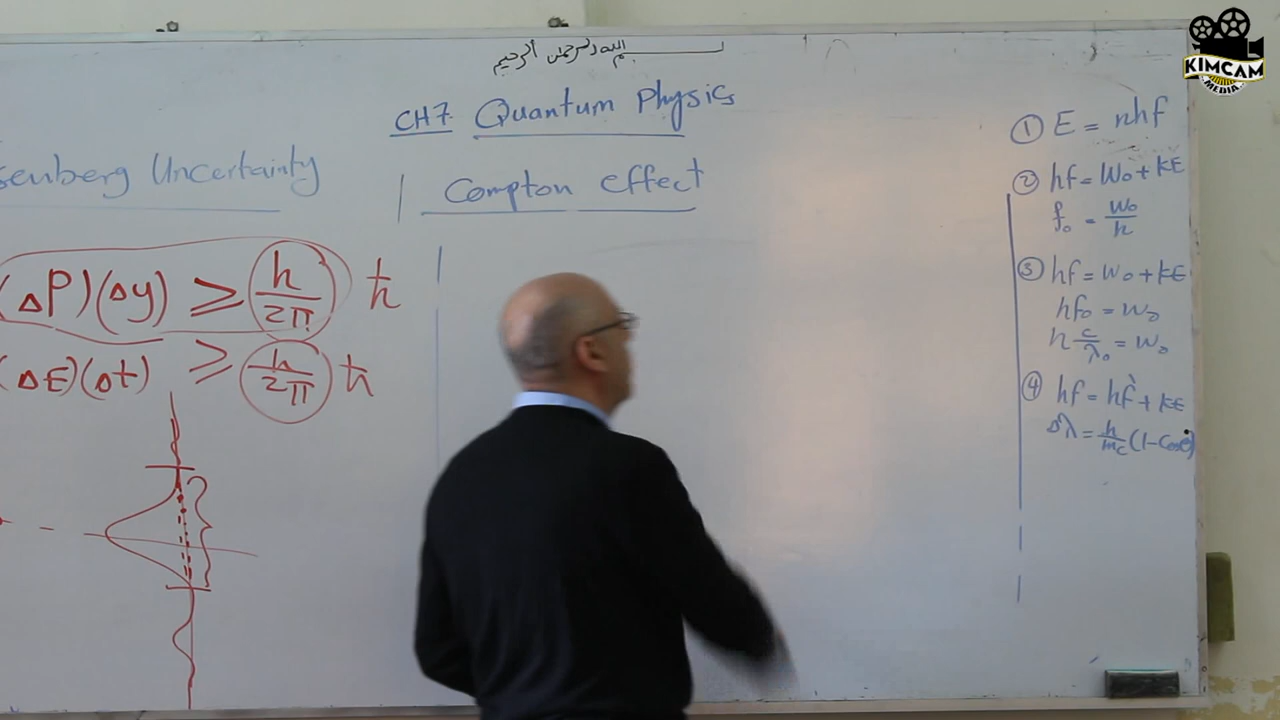 بسم الله الرحمن الرحيم
CH7 Quantum Physics
senberg Uncertainty
Compton effect
(ΔP)(Δy) ≥ h/2π ħ
(ΔE)(Δt) ≥ h/2π ħ
① E = nhf
② hf = W₀ + KE
f₀ = W₀/h
③ hf = W₀ + KE
hf₀ = W₀
h c/λ₀ = W₀
④ hf = hf` + KE
Δλ = h/mc (1-Cosθ)
KIMCAM
MEDIA